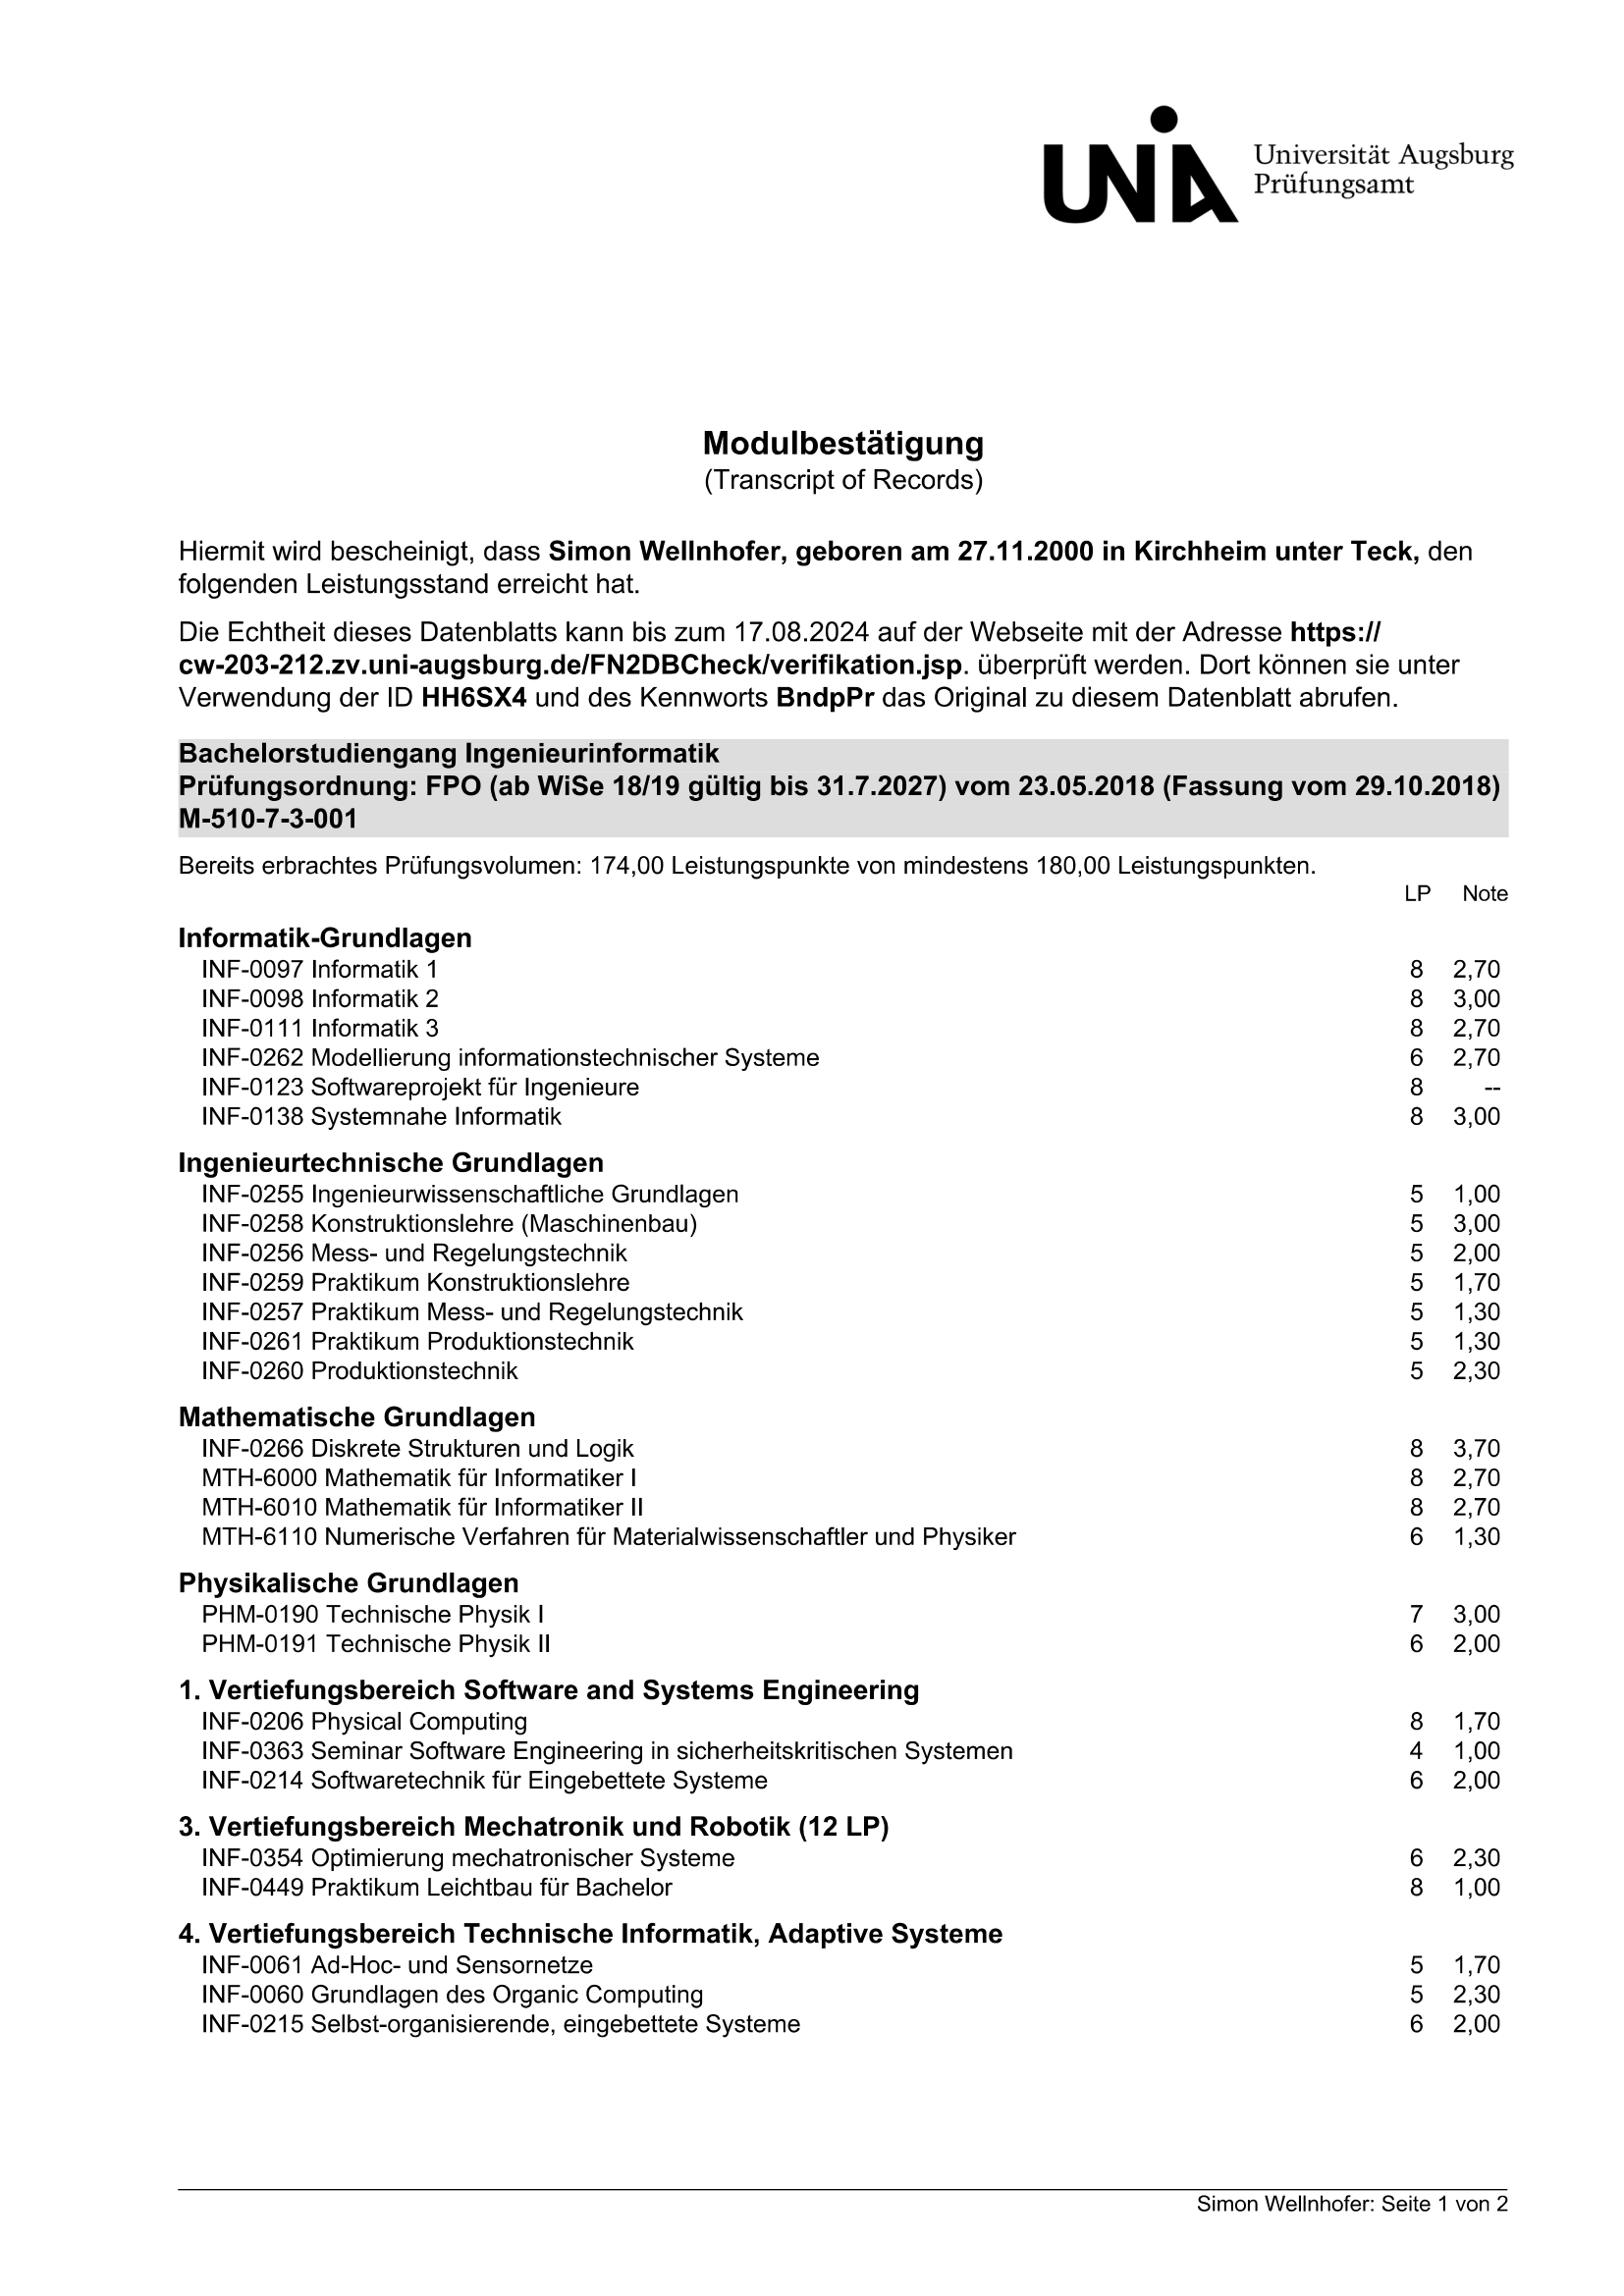 UNIA
Universität Augsburg
Prüfungsamt
Modulbestätigung
(Transcript of Records)
Hiermit wird bescheinigt, dass Simon Wellnhofer, geboren am 27.11.2000 in Kirchheim unter Teck, den
folgenden Leistungsstand erreicht hat.
Die Echtheit dieses Datenblatts kann bis zum 17.08.2024 auf der Webseite mit der Adresse https://
cw-203-212.zv.uni-augsburg.de/FN2DBCheck/verifikation.jsp. überprüft werden. Dort können sie unter
Verwendung der ID HH6SX4 und des Kennworts BndpPr das Original zu diesem Datenblatt abrufen.
Bachelorstudiengang Ingenieurinformatik
Prüfungsordnung: FPO (ab WiSe 18/19 gültig bis 31.7.2027) vom 23.05.2018 (Fassung vom 29.10.2018)
M-510-7-3-001
Bereits erbrachtes Prüfungsvolumen: 174,00 Leistungspunkte von mindestens 180,00 Leistungspunkten.
LP Note
Informatik-Grundlagen
INF-0097 Informatik 1 8 2,70
INF-0098 Informatik 2 8 3,00
INF-0111 Informatik 3 8 2,70
INF-0262 Modellierung informationstechnischer Systeme 6 2,70
INF-0123 Softwareprojekt für Ingenieure 8 --
INF-0138 Systemnahe Informatik 8 3,00
Ingenieurtechnische Grundlagen
INF-0255 Ingenieurwissenschaftliche Grundlagen 5 1,00
INF-0258 Konstruktionslehre (Maschinenbau) 5 3,00
INF-0256 Mess- und Regelungstechnik 5 2,00
INF-0259 Praktikum Konstruktionslehre 5 1,70
INF-0257 Praktikum Mess- und Regelungstechnik 5 1,30
INF-0261 Praktikum Produktionstechnik 5 1,30
INF-0260 Produktionstechnik 5 2,30
Mathematische Grundlagen
INF-0266 Diskrete Strukturen und Logik 8 3,70
MTH-6000 Mathematik für Informatiker I 8 2,70
MTH-6010 Mathematik für Informatiker II 8 2,70
MTH-6110 Numerische Verfahren für Materialwissenschaftler und Physiker 6 1,30
Physikalische Grundlagen
PHM-0190 Technische Physik I 7 3,00
PHM-0191 Technische Physik II 6 2,00
1. Vertiefungsbereich Software and Systems Engineering
INF-0206 Physical Computing 8 1,70
INF-0363 Seminar Software Engineering in sicherheitskritischen Systemen 4 1,00
INF-0214 Softwaretechnik für Eingebettete Systeme 6 2,00
3. Vertiefungsbereich Mechatronik und Robotik (12 LP)
INF-0354 Optimierung mechatronischer Systeme 6 2,30
INF-0449 Praktikum Leichtbau für Bachelor 8 1,00
4. Vertiefungsbereich Technische Informatik, Adaptive Systeme
INF-0061 Ad-Hoc- und Sensornetze 5 1,70
INF-0060 Grundlagen des Organic Computing 5 2,30
INF-0215 Selbst-organisierende, eingebettete Systeme 6 2,00
Simon Wellnhofer: Seite 1 von 2